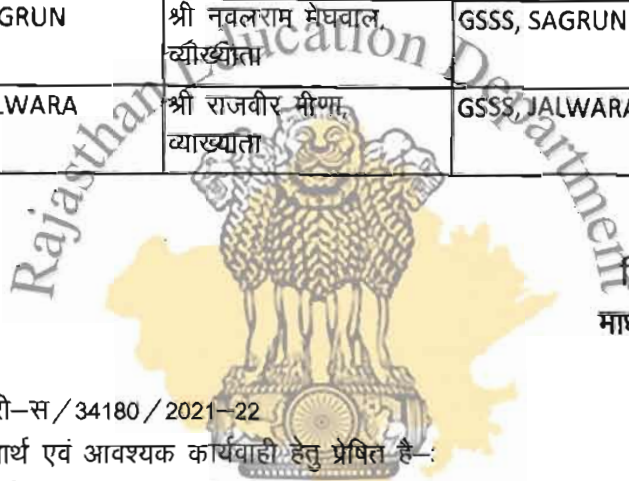 GRUN श्री नवलराम मेघवाल, GSSS, SAGRUN
व्याख्याता
LWARA श्री राजवीर मीणा, GSSS, JALWARA
व्याख्याता
Rajasthan Education Department
री–स/34180/2021–22
ार्थ एवं आवश्यक कार्यवाही हेतु प्रेषित है–: